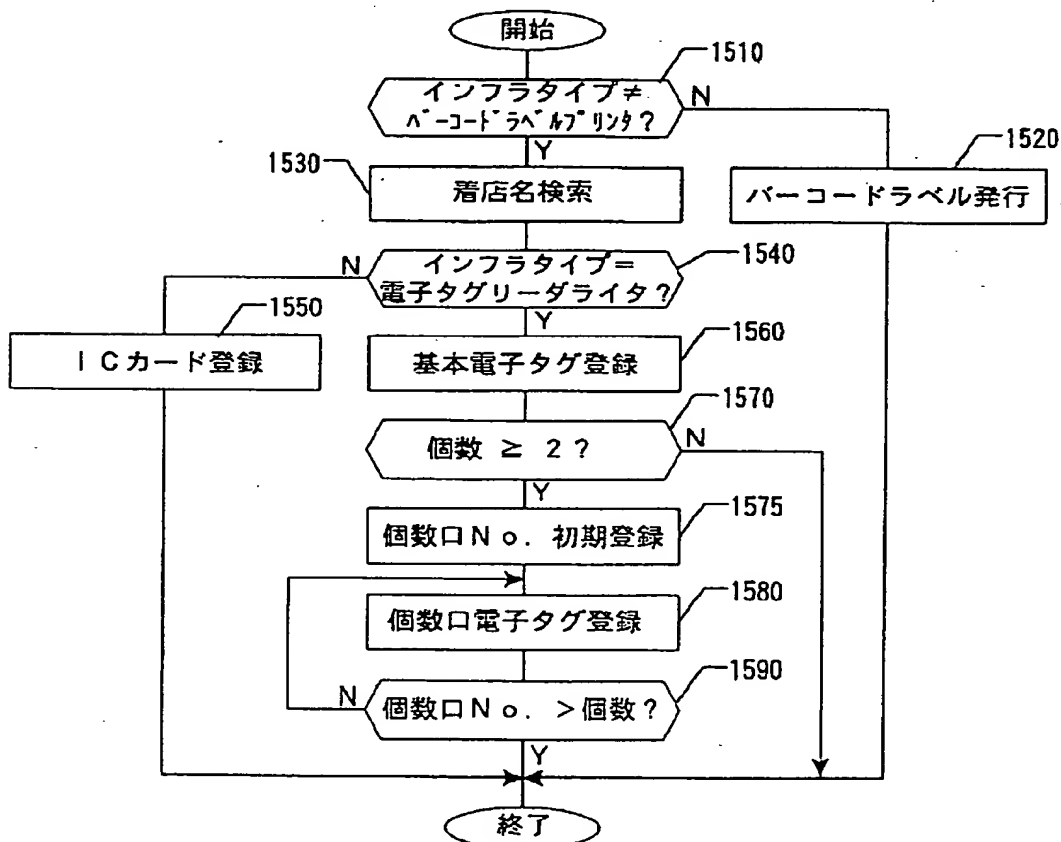 開始
1510
インフラタイプ≠
バーコードラベルプリンタ?
N
Y
1520
バーコードラベル発行
1530
着店名検索
1540
インフラタイプ=
電子タグリーダライタ?
N
Y
1550
ICカード登録
1560
基本電子タグ登録
1570
個数 ≧ 2?
N
Y
1575
個数口No. 初期登録
1580
個数口電子タグ登録
1590
個数口No. >個数?
N
Y
終了